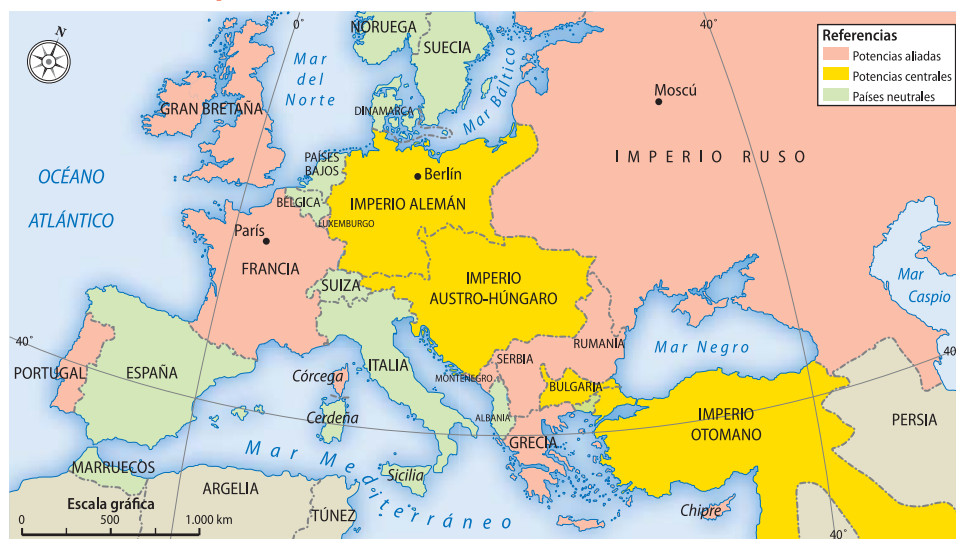 N
0°
40°
40°
Referencias
Potencias aliadas
Potencias centrales
Países neutrales
NORUEGA
SUECIA
Mar
del
Norte
Mar Báltico
Moscú
GRAN BRETAÑA
DINAMARCA
IMPERIO RUSO
PAÍSES
BAJOS
Berlín
OCÉANO
ATLÁNTICO
BÉLGICA
IMPERIO ALEMÁN
LUXEMBURGO
París
FRANCIA
SUIZA
IMPERIO
AUSTRO-HÚNGARO
Mar
Caspio
40°
PORTUGAL
ESPAÑA
Córcega
ITALIA
SERBIA
RUMANÍA
Mar Negro
40°
MONTENEGRO
BULGARIA
Cerdeña
ALBANIA
GRECIA
IMPERIO
OTOMANO
PERSIA
Mar Mediterráneo
MARRUECOS
Sicilia
ARGELIA
TÚNEZ
Chipre
Escala gráfica
0 500 1.000 km
40°